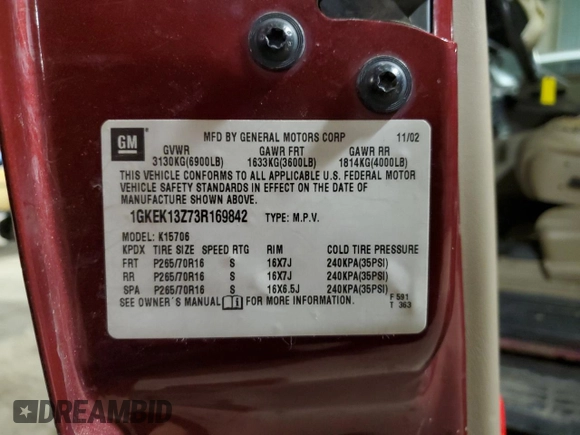 GM
MFD BY GENERAL MOTORS CORP 11/02
GVWR GAWR FRT GAWR RR
3130KG(6900LB) 1633KG(3600LB) 1814KG(4000LB)
THIS VEHICLE CONFORMS TO ALL APPLICABLE U.S. FEDERAL MOTOR
VEHICLE SAFETY STANDARDS IN EFFECT ON THE DATE OF
MANUFACTURE SHOWN ABOVE.
1GKEK13Z73R169842 TYPE: M.P.V.
MODEL: K15706
KPDX TIRE SIZE SPEED RTG RIM COLD TIRE PRESSURE
FRT P265/70R16 S 16X7J 240KPA(35PSI)
RR P265/70R16 S 16X7J 240KPA(35PSI)
SPA P265/70R16 S 16X6.5J 240KPA(35PSI)
SEE OWNER'S MANUAL FOR MORE INFORMATION. F 591
T 363
DREAMBID